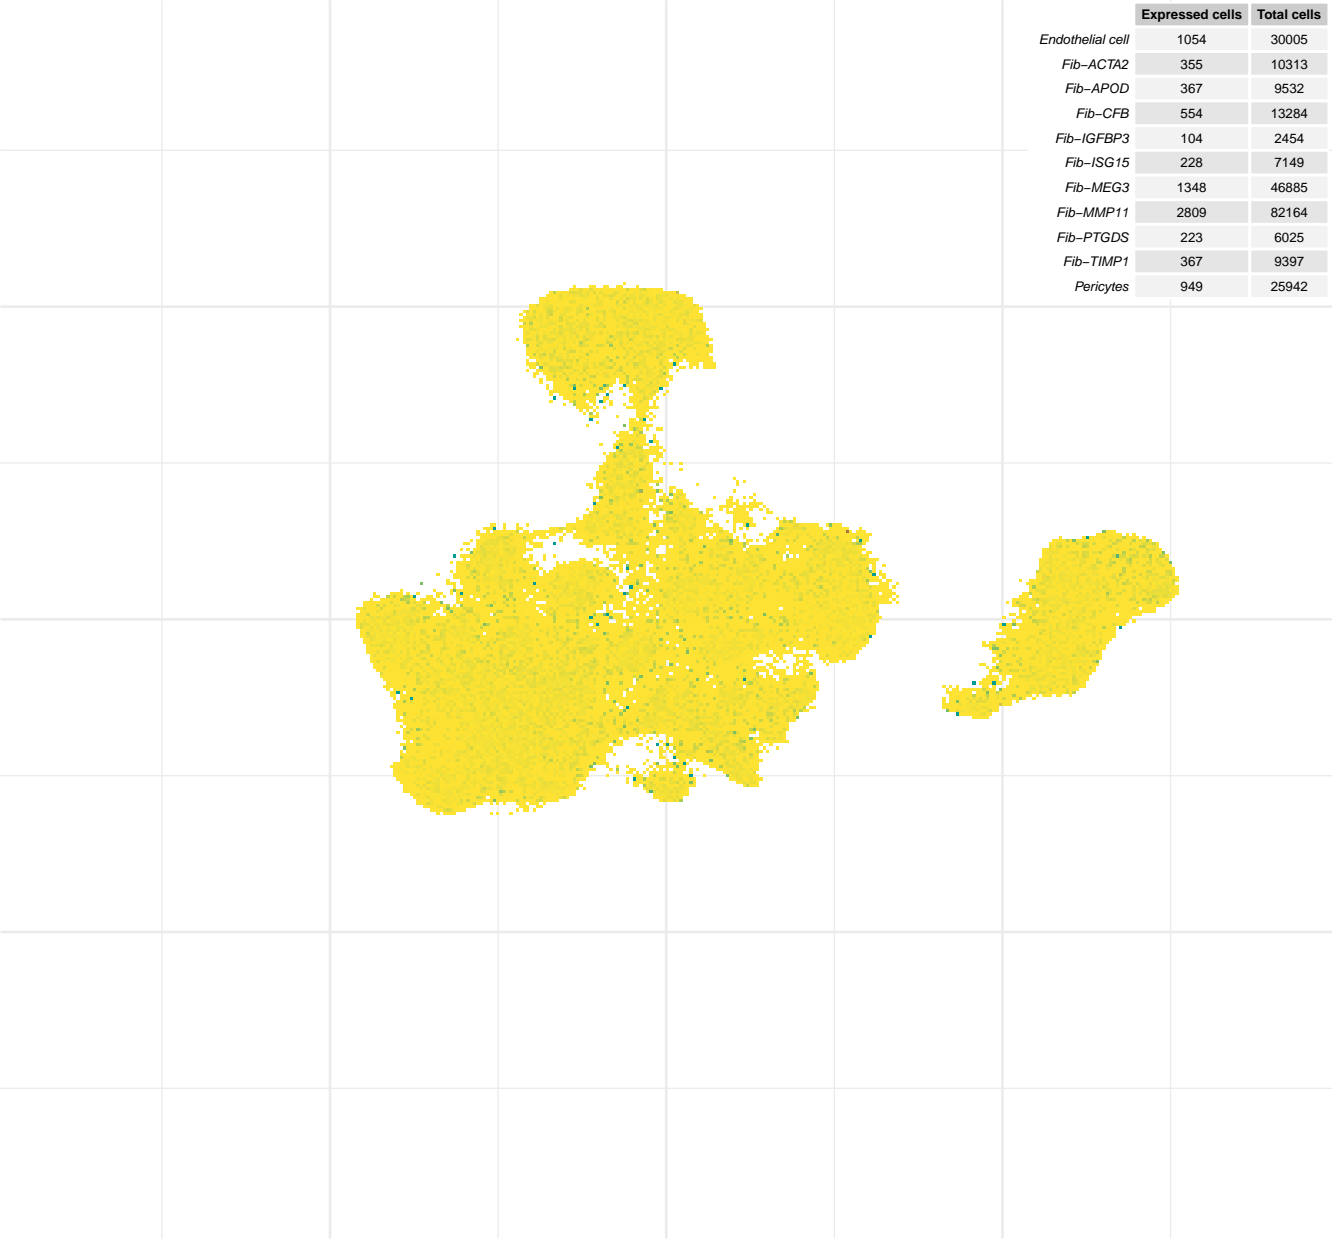 Expressed cells Total cells
Endothelial cell 1054 30005
Fib−ACTA2 355 10313
Fib−APOD 367 9532
Fib−CFB 554 13284
Fib−IGFBP3 104 2454
Fib−ISG15 228 7149
Fib−MEG3 1348 46885
Fib−MMP11 2809 82164
Fib−PTGDS 223 6025
Fib−TIMP1 367 9397
Pericytes 949 25942